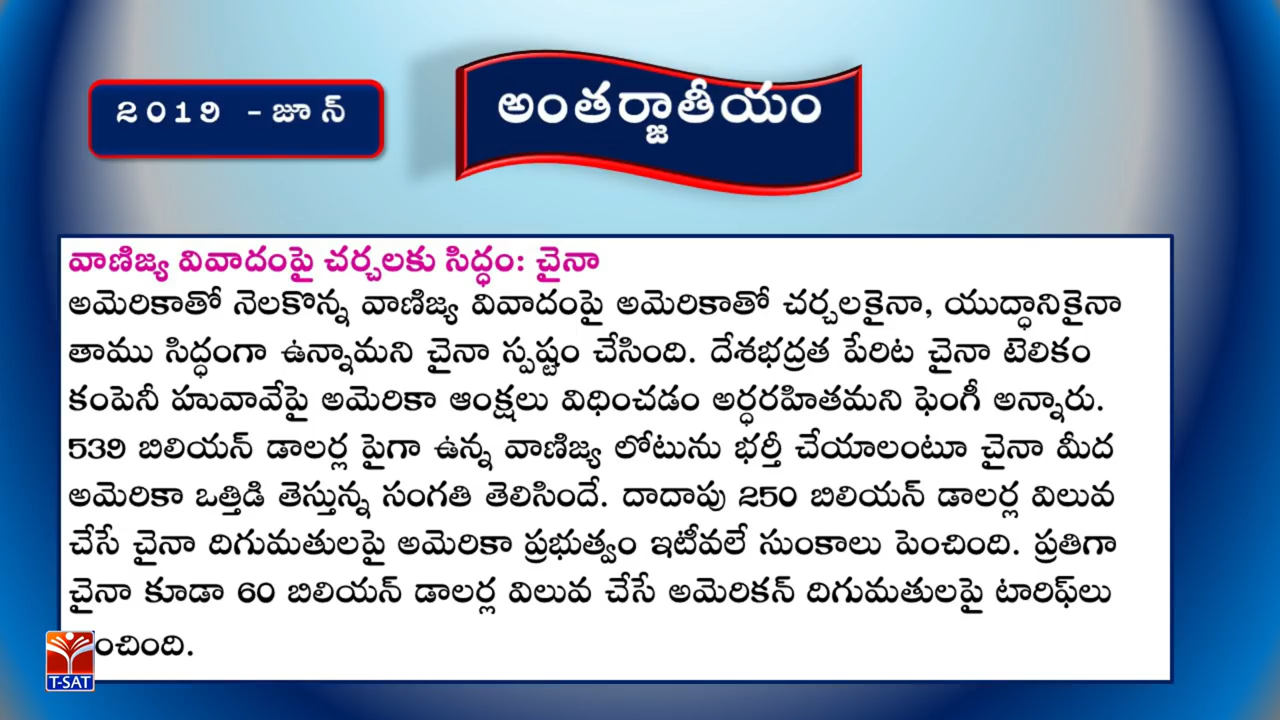 2019 - జూన్
అంతర్జాతీయం
వాణిజ్య వివాదంపై చర్చలకు సిద్ధం: చైనా
అమెరికాతో నెలకొన్న వాణిజ్య వివాదంపై అమెరికాతో చర్చలకైనా, యుద్ధానికైనా
తాము సిద్ధంగా ఉన్నామని చైనా స్పష్టం చేసింది. దేశభద్రత పేరిట చైనా టెలికం
కంపెనీ హువావేపై అమెరికా ఆంక్షలు విధించడం అర్ధరహితమని ఫెంగీ అన్నారు.
539 బిలియన్ డాలర్ల పైగా ఉన్న వాణిజ్య లోటును భర్తీ చేయాలంటూ చైనా మీద
అమెరికా ఒత్తిడి తెస్తున్న సంగతి తెలిసిందే. దాదాపు 250 బిలియన్ డాలర్ల విలువ
చేసే చైనా దిగుమతులపై అమెరికా ప్రభుత్వం ఇటీవలే సుంకాలు పెంచింది. ప్రతిగా
చైనా కూడా 60 బిలియన్ డాలర్ల విలువ చేసే అమెరికన్ దిగుమతులపై టారిఫ్‌లు
T-SAT